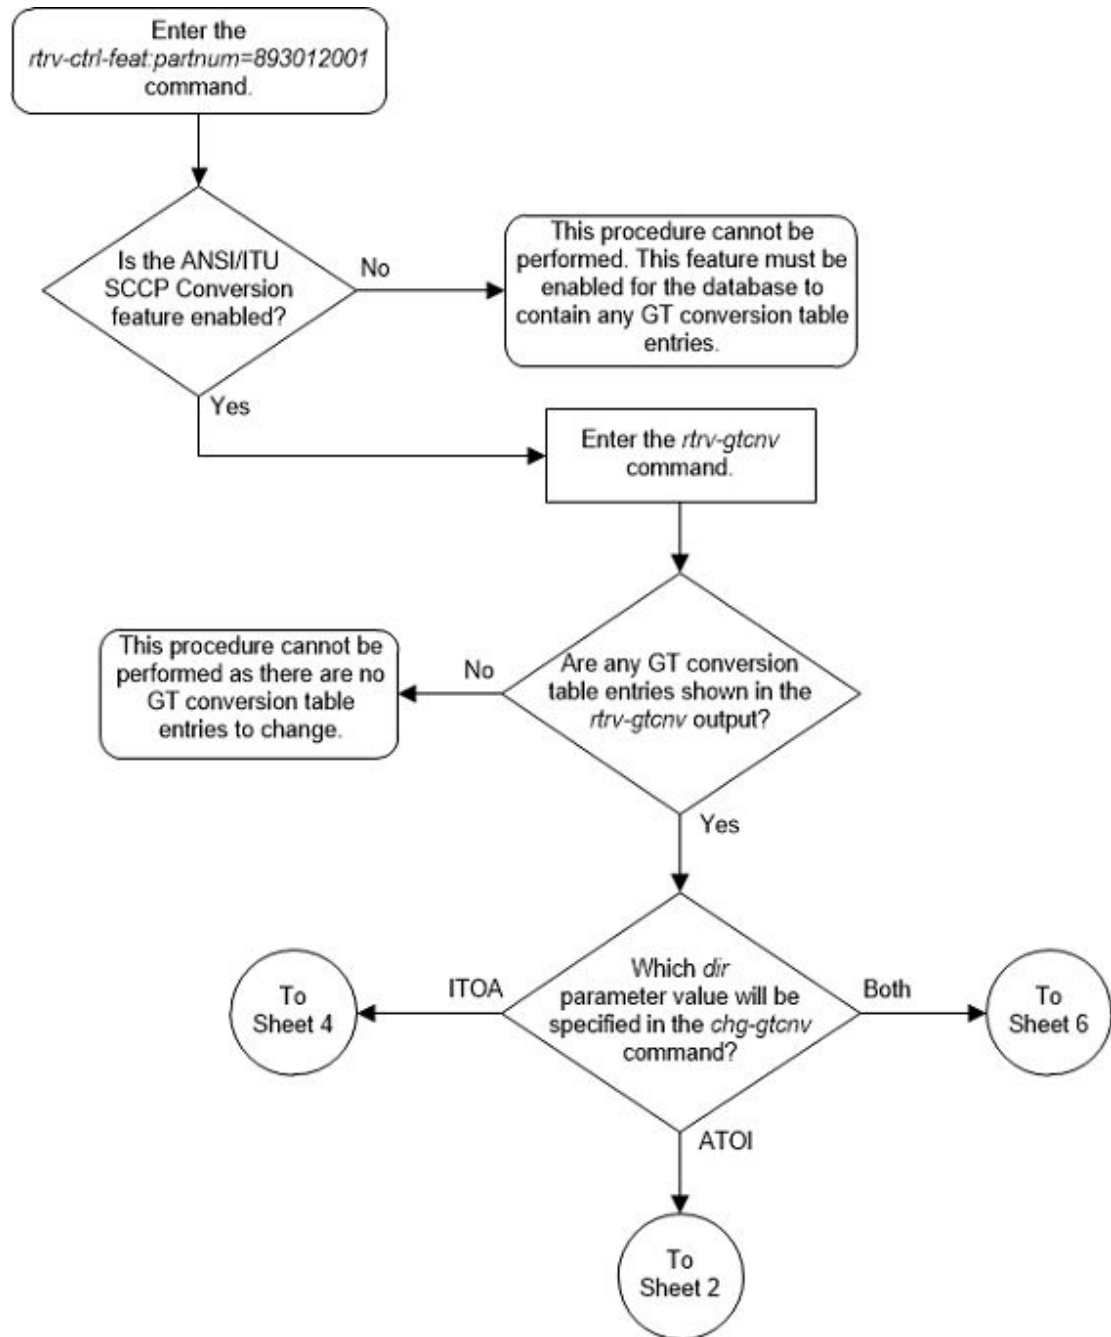 Enter the
rtrv-ctrl-feat:partnum=893012001
command.
Is the ANSI/ITU
SCCP Conversion
feature enabled?
No
This procedure cannot be
performed. This feature must be
enabled for the database to
contain any GT conversion table
entries.
Yes
Enter the rtrv-gtcnv
command.
Are any GT conversion
table entries shown in the
rtrv-gtcnv output?
No
This procedure cannot be
performed as there are no
GT conversion table
entries to change.
Yes
Which dir
parameter value will be
specified in the chg-gtcnv
command?
ITOA
To
Sheet 4
Both
To
Sheet 6
ATOI
To
Sheet 2